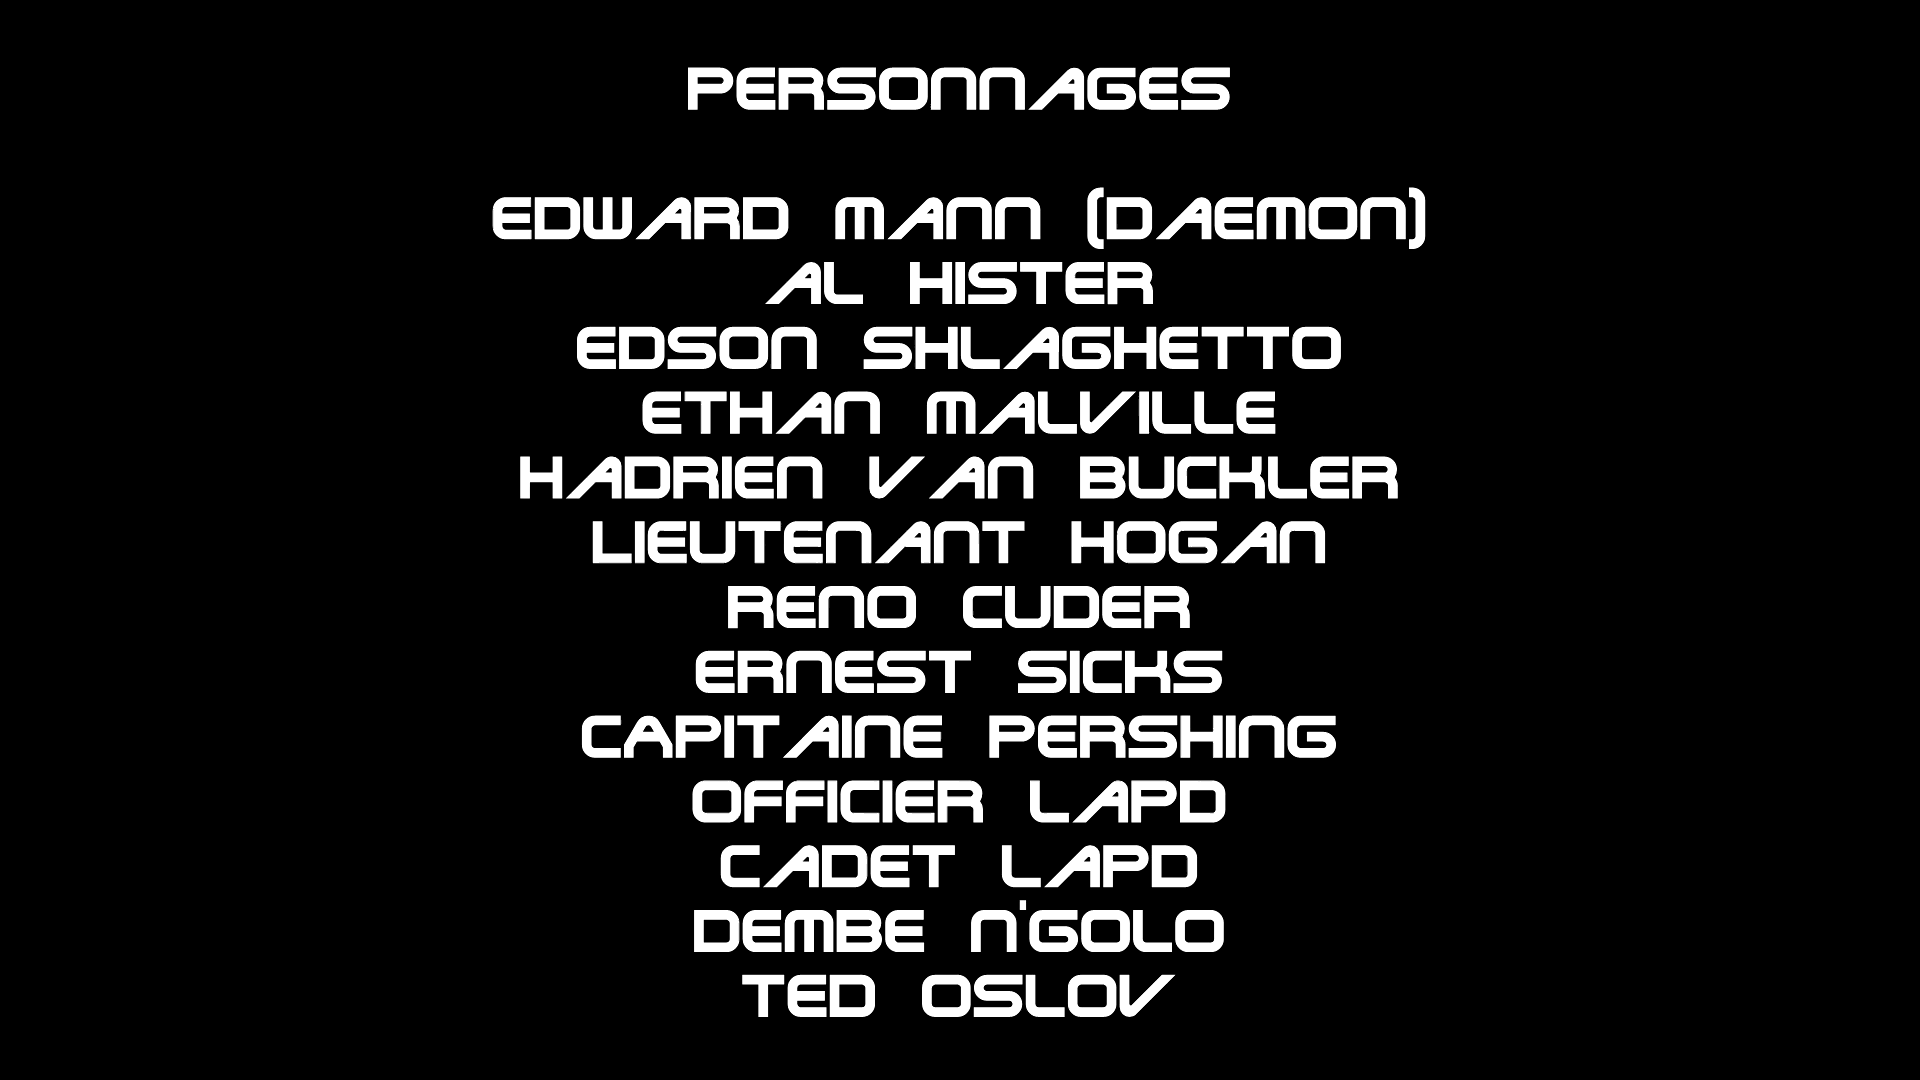 PERSONNAGES
EDWARD MANN (DAEMON)
AL HISTER
EDSON SHLAGHETTO
ETHAN MALVILLE
HADRIEN VAN BUCKLER
LIEUTENANT HOGAN
RENO CUDER
ERNEST SICKS
CAPITAINE PERSHING
OFFICIER LAPD
CADET LAPD
DEMBE N'GOLO
TED OSLOV